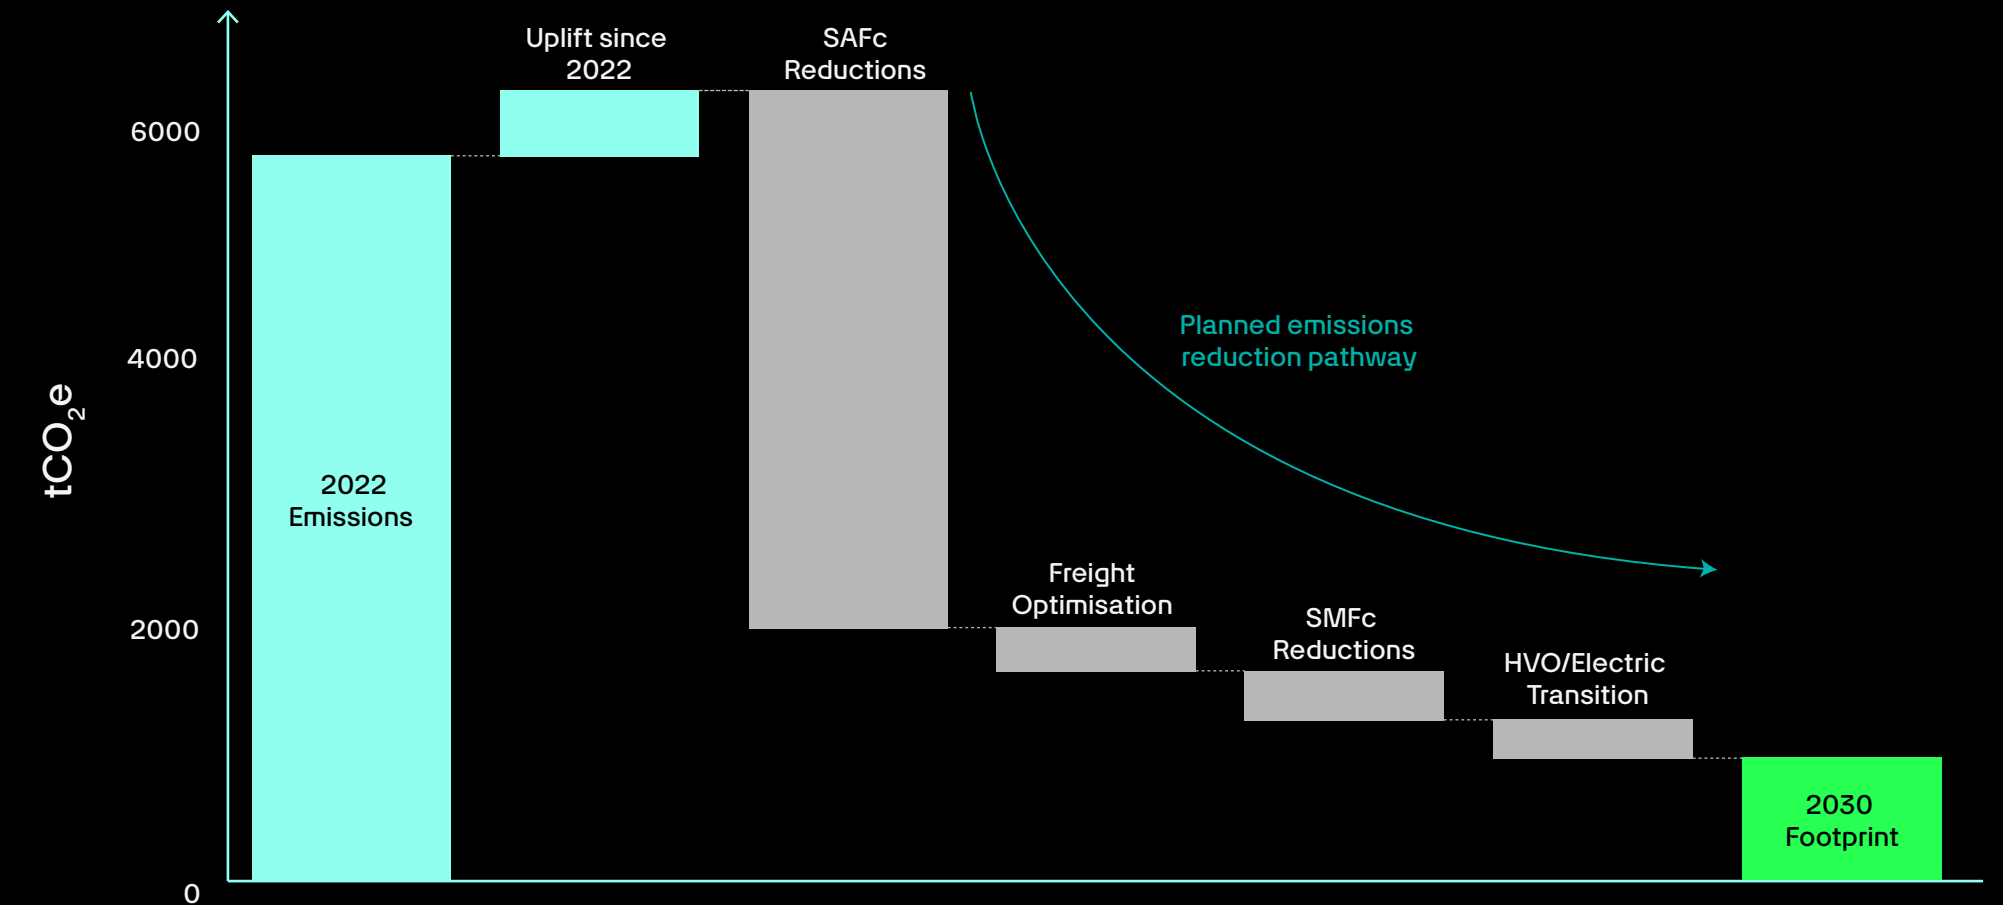 Uplift since
2022
SAFc
Reductions
6000
4000
2000
0
tCO₂e
2022
Emissions
Planned emissions
reduction pathway
Freight
Optimisation
SMFc
Reductions
HVO/Electric
Transition
2030
Footprint